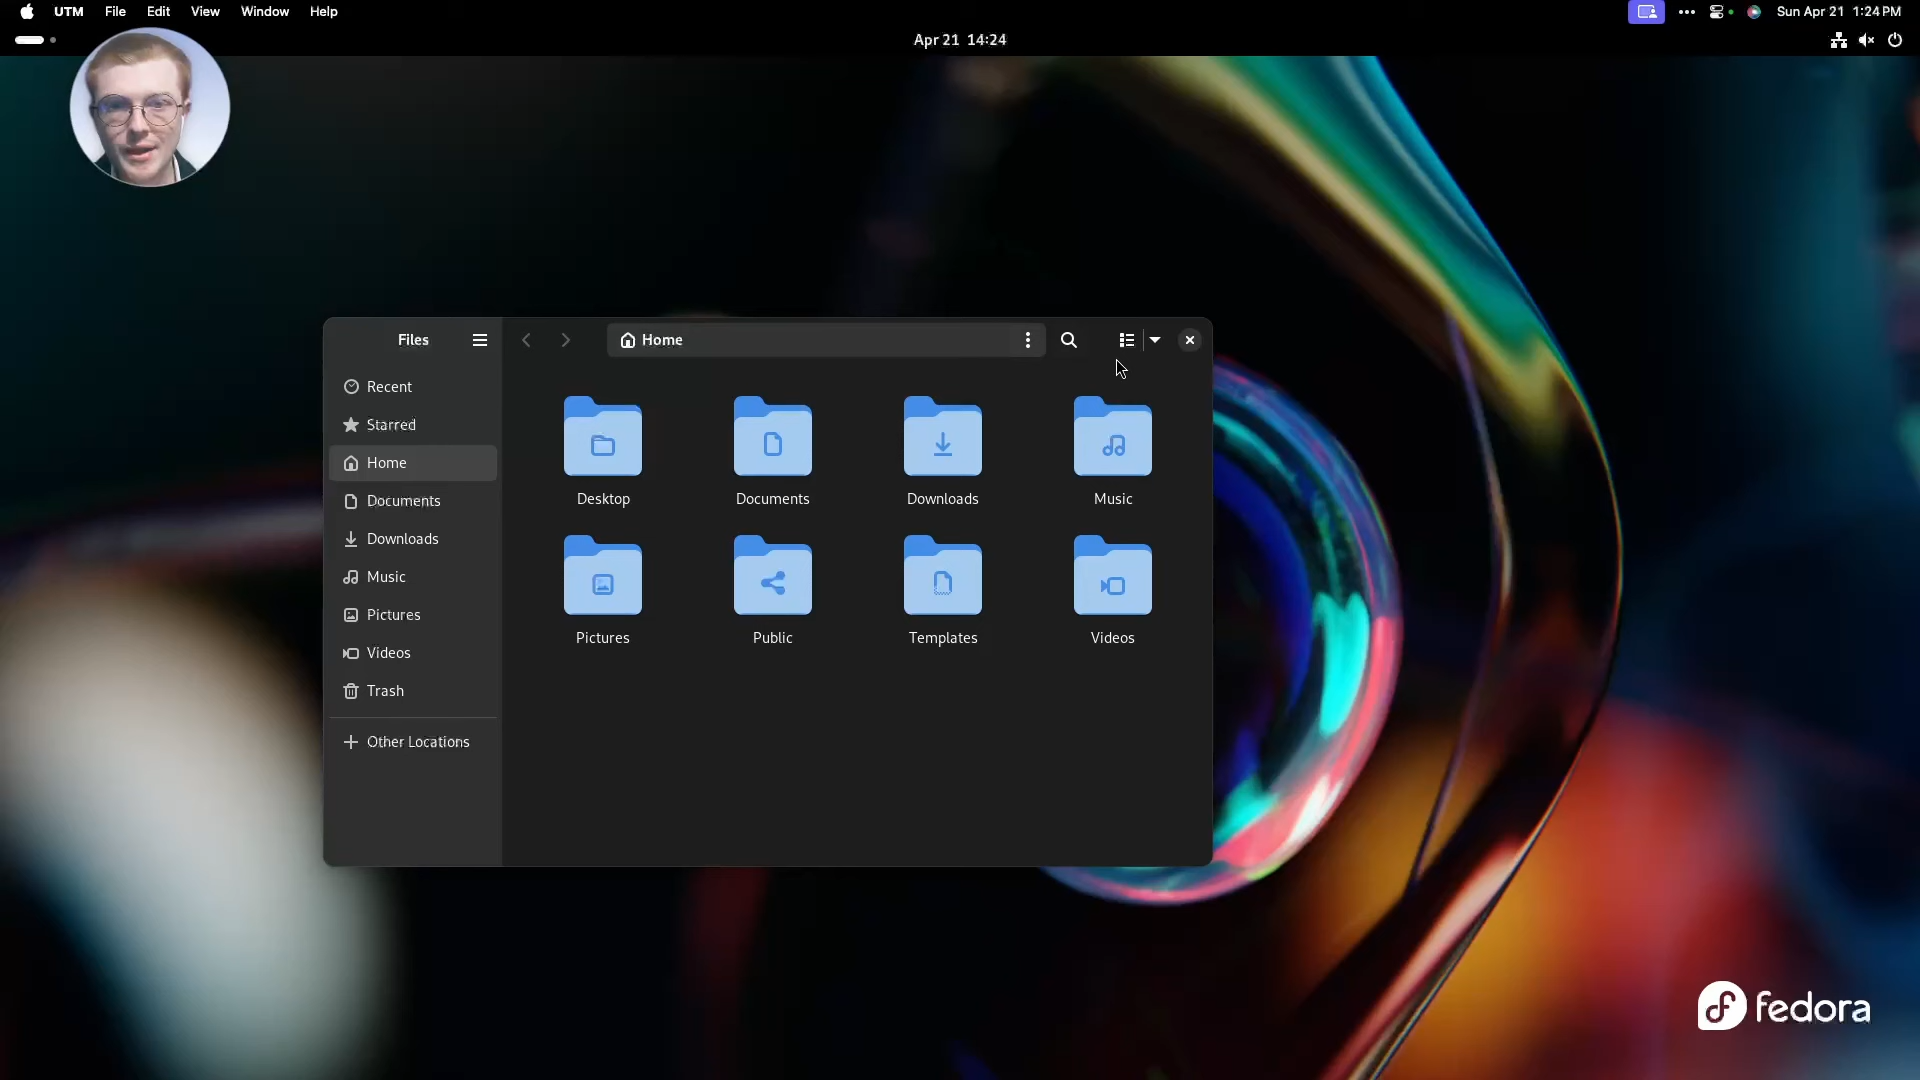 UTM File Edit View Window Help
Sun Apr 21 1:24 PM
Apr 21 14:24
Files
Home
Recent
Starred
Home
Documents
Downloads
Music
Pictures
Videos
Trash
Other Locations
Desktop Documents Downloads Music
Pictures Public Templates Videos
fedora